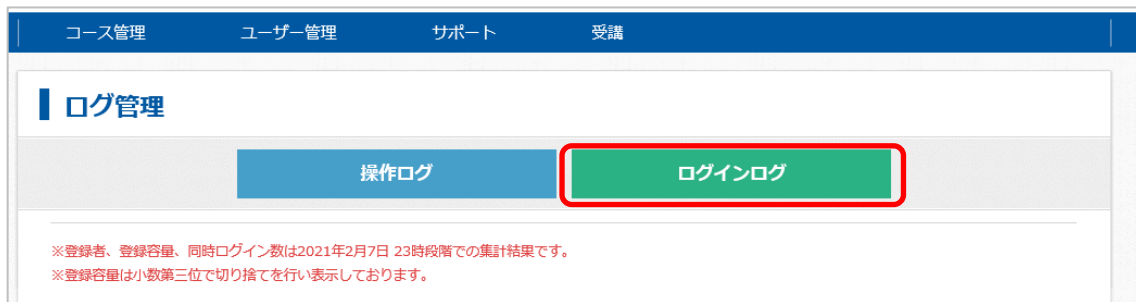 コース管理 ユーザー管理 サポート 受講
ログ管理
操作ログ ログインログ
※登録者、登録容量、同時ログイン数は2021年2月7日 23時段階での集計結果です。
※登録容量は小数第三位で切り捨てを行い表示しております。